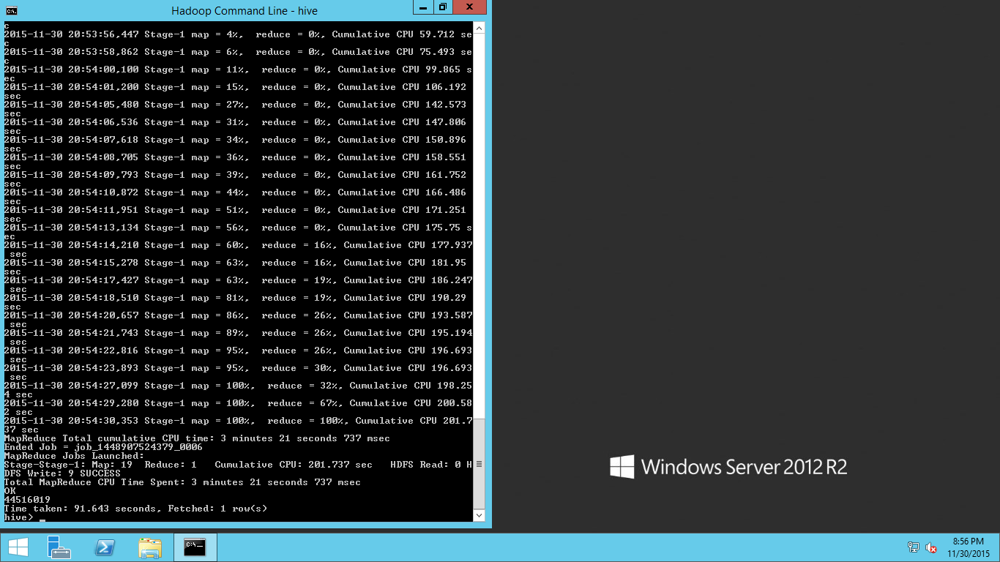 Hadoop Command Line - hive
c
2015-11-30 20:53:56,447 Stage-1 map = 4%,  reduce = 0%, Cumulative CPU 59.712 se
c
2015-11-30 20:53:58,862 Stage-1 map = 6%,  reduce = 0%, Cumulative CPU 75.493 se
c
2015-11-30 20:54:00,100 Stage-1 map = 11%,  reduce = 0%, Cumulative CPU 99.865 s
ec
2015-11-30 20:54:01,200 Stage-1 map = 15%,  reduce = 0%, Cumulative CPU 106.192
sec
2015-11-30 20:54:05,480 Stage-1 map = 27%,  reduce = 0%, Cumulative CPU 142.573
sec
2015-11-30 20:54:06,536 Stage-1 map = 31%,  reduce = 0%, Cumulative CPU 147.806
sec
2015-11-30 20:54:07,618 Stage-1 map = 34%,  reduce = 0%, Cumulative CPU 150.896
sec
2015-11-30 20:54:08,705 Stage-1 map = 36%,  reduce = 0%, Cumulative CPU 158.551
sec
2015-11-30 20:54:09,793 Stage-1 map = 39%,  reduce = 0%, Cumulative CPU 161.752
sec
2015-11-30 20:54:10,872 Stage-1 map = 44%,  reduce = 0%, Cumulative CPU 166.486
sec
2015-11-30 20:54:11,951 Stage-1 map = 51%,  reduce = 0%, Cumulative CPU 171.251
sec
2015-11-30 20:54:13,134 Stage-1 map = 56%,  reduce = 0%, Cumulative CPU 175.75 s
ec
2015-11-30 20:54:14,210 Stage-1 map = 60%,  reduce = 16%, Cumulative CPU 177.937
 sec
2015-11-30 20:54:15,278 Stage-1 map = 63%,  reduce = 16%, Cumulative CPU 181.95
sec
2015-11-30 20:54:17,427 Stage-1 map = 63%,  reduce = 19%, Cumulative CPU 186.247
 sec
2015-11-30 20:54:18,510 Stage-1 map = 81%,  reduce = 19%, Cumulative CPU 190.29
sec
2015-11-30 20:54:20,657 Stage-1 map = 86%,  reduce = 26%, Cumulative CPU 193.587
 sec
2015-11-30 20:54:21,743 Stage-1 map = 89%,  reduce = 26%, Cumulative CPU 195.194
 sec
2015-11-30 20:54:22,816 Stage-1 map = 95%,  reduce = 26%, Cumulative CPU 196.693
 sec
2015-11-30 20:54:23,893 Stage-1 map = 95%,  reduce = 30%, Cumulative CPU 196.693
 sec
2015-11-30 20:54:27,099 Stage-1 map = 100%,  reduce = 32%, Cumulative CPU 198.25
4 sec
2015-11-30 20:54:29,280 Stage-1 map = 100%,  reduce = 67%, Cumulative CPU 200.58
2 sec
2015-11-30 20:54:30,353 Stage-1 map = 100%,  reduce = 100%, Cumulative CPU 201.7
37 sec
MapReduce Total cumulative CPU time: 3 minutes 21 seconds 737 msec
Ended Job = job_1448907524379_0006
MapReduce Jobs Launched:
Stage-Stage-1: Map: 19  Reduce: 1   Cumulative CPU: 201.737 sec   HDFS Read: 0 H
DFS Write: 9 SUCCESS
Total MapReduce CPU Time Spent: 3 minutes 21 seconds 737 msec
OK
44516019
Time taken: 91.643 seconds, Fetched: 1 row(s)
hive> _
Windows Server 2012 R2
8:56 PM
11/30/2015